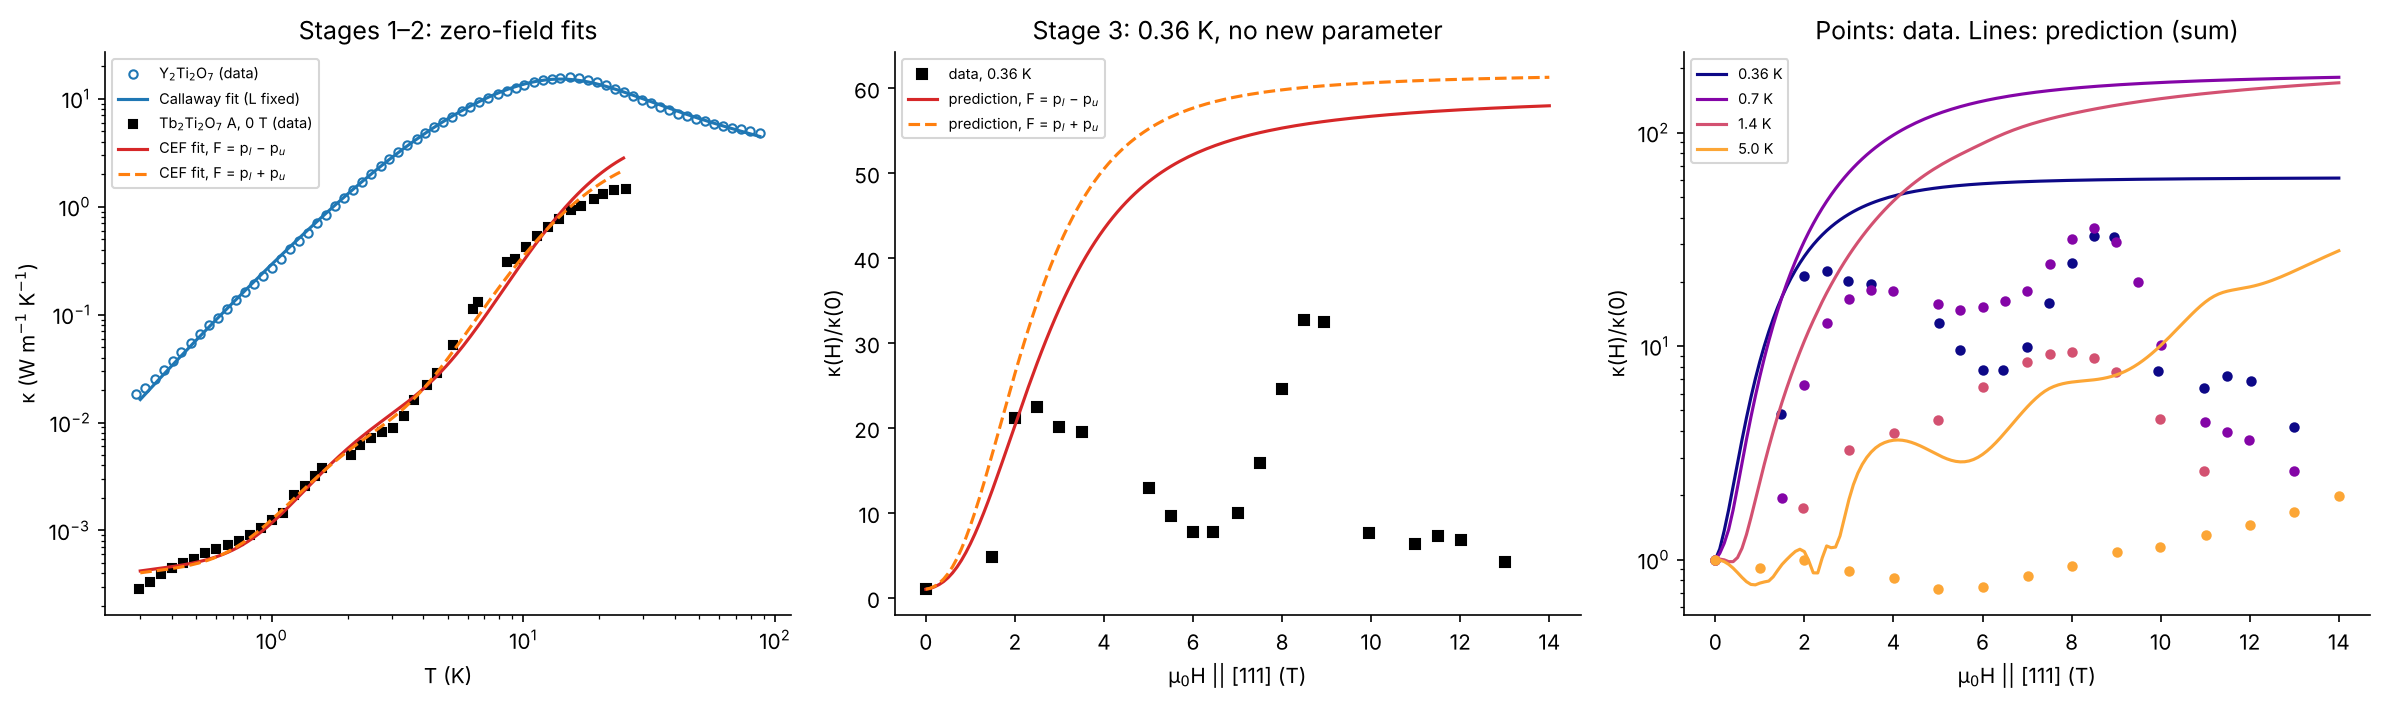 Stages 1–2: zero-field fits
Y₂Ti₂O₇ (data)
Callaway fit (L fixed)
Tb₂Ti₂O₇ A, 0 T (data)
CEF fit, F = pₗ − pᵤ
CEF fit, F = pₗ + pᵤ
κ (W m⁻¹ K⁻¹)
10¹
10⁰
10⁻¹
10⁻²
10⁻³
10⁰ 10¹ 10²
T (K)
Stage 3: 0.36 K, no new parameter
data, 0.36 K
prediction, F = pₗ − pᵤ
prediction, F = pₗ + pᵤ
κ(H)/κ(0)
60
50
40
30
20
10
0
0 2 4 6 8 10 12 14
μ₀H || [111] (T)
Points: data. Lines: prediction (sum)
0.36 K
0.7 K
1.4 K
5.0 K
κ(H)/κ(0)
10²
10¹
10⁰
0 2 4 6 8 10 12 14
μ₀H || [111] (T)